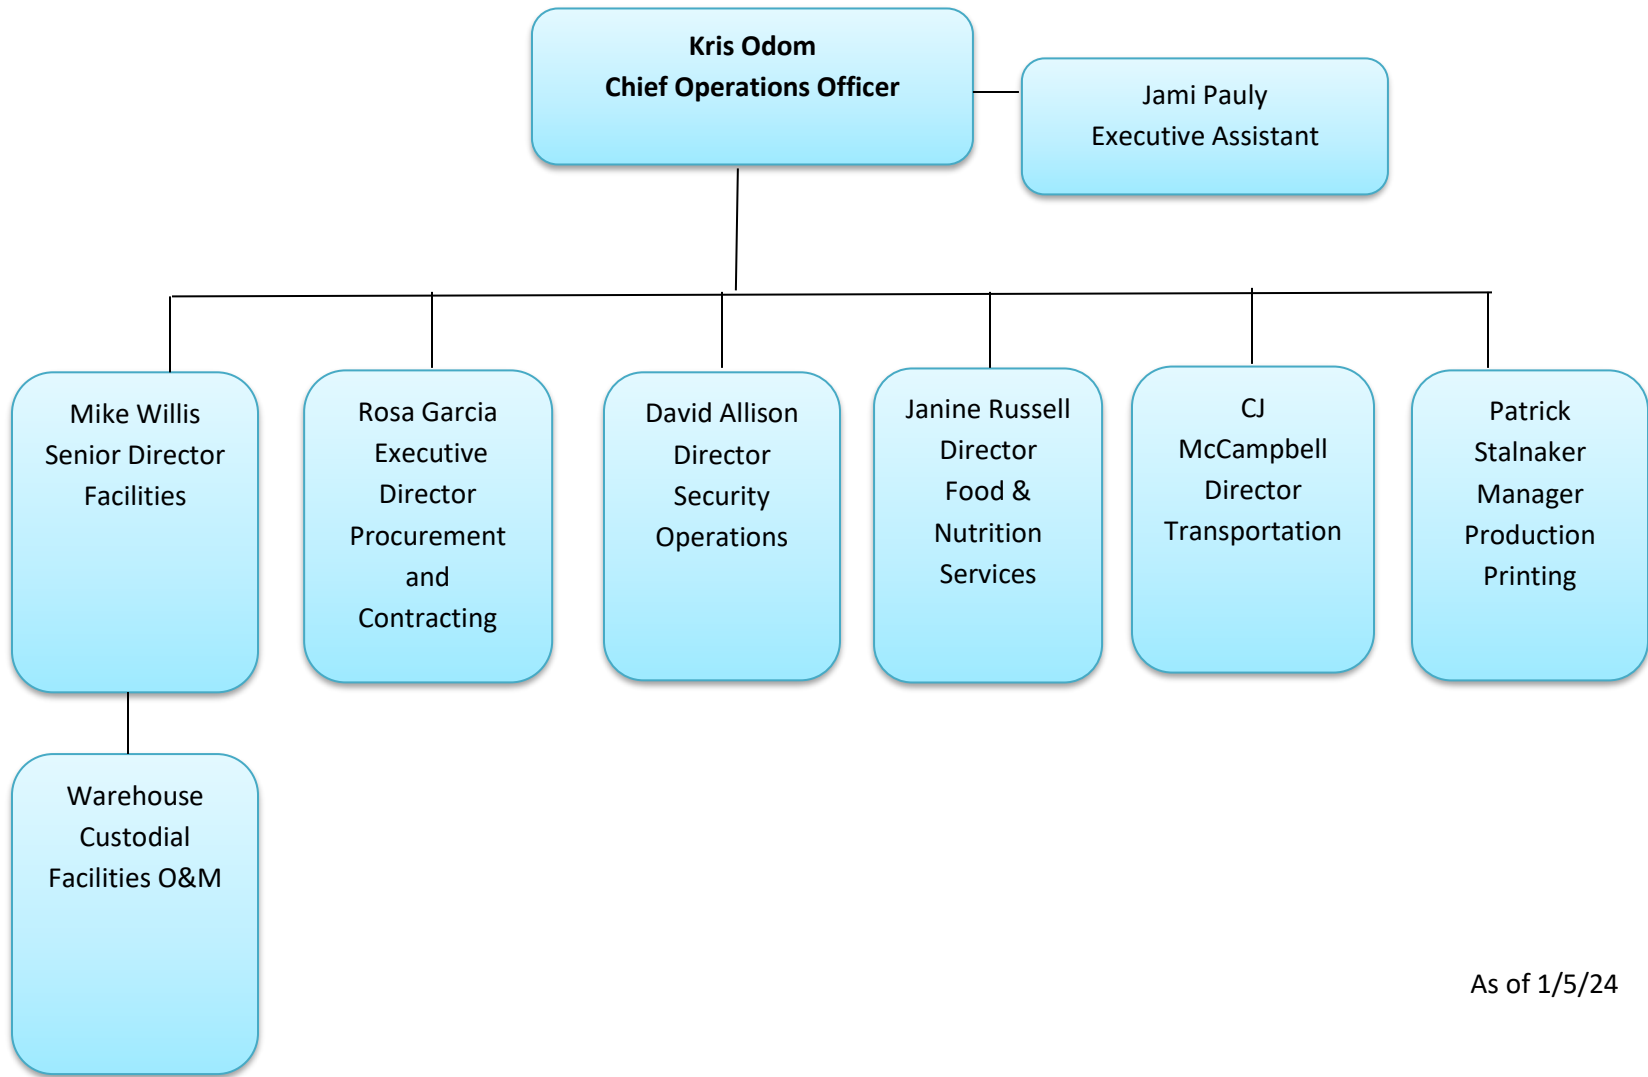 Kris Odom
Chief Operations Officer
Jami Pauly
Executive Assistant
Mike Willis
Senior Director
Facilities
Rosa Garcia
Executive
Director
Procurement
and
Contracting
David Allison
Director
Security
Operations
Janine Russell
Director
Food &
Nutrition
Services
CJ
McCampbell
Director
Transportation
Patrick
Stalnaker
Manager
Production
Printing
Warehouse
Custodial
Facilities O&M
As of 1/5/24